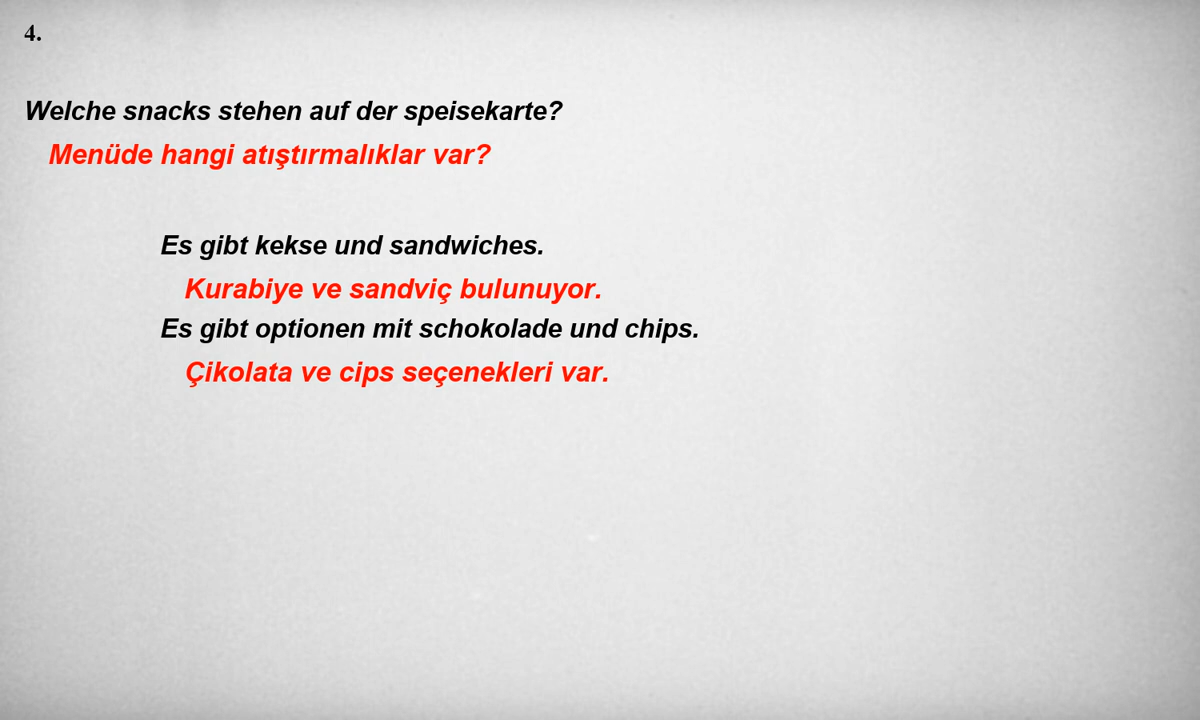 4.
Welche snacks stehen auf der speisekarte?
Menüde hangi atıştırmalıklar var?
Es gibt kekse und sandwiches.
Kurabiye ve sandviç bulunuyor.
Es gibt optionen mit schokolade und chips.
Çikolata ve cips seçenekleri var.